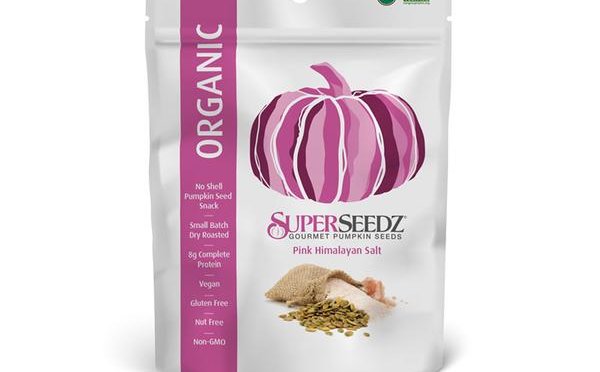 ORGANIC
No Shell
Pumpkin Seed
Snack
Small Batch
Dry Roasted
8g Complete
Protein
Vegan
Gluten Free
Nut Free
Non-GMO
SUPERSEEDZ®
GOURMET PUMPKIN SEEDS
Pink Himalayan Salt